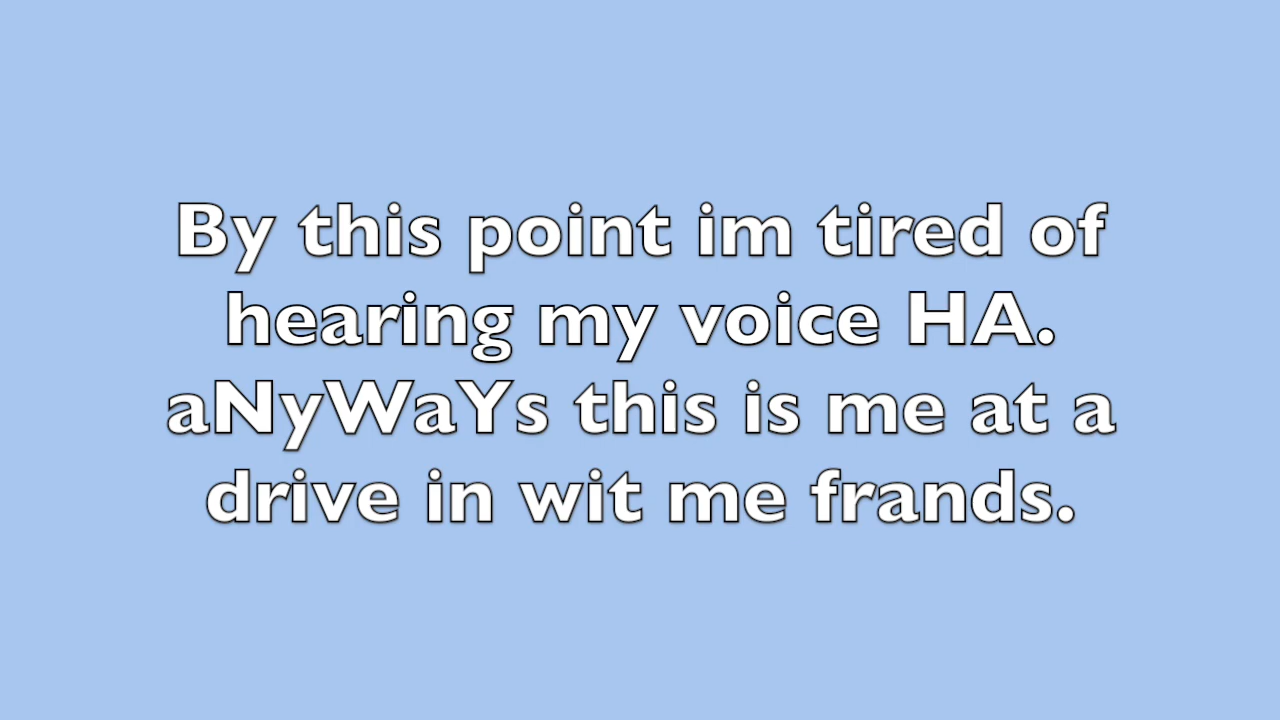 By this point im tired of
hearing my voice HA.
aNyWaYs this is me at a
drive in wit me frands.